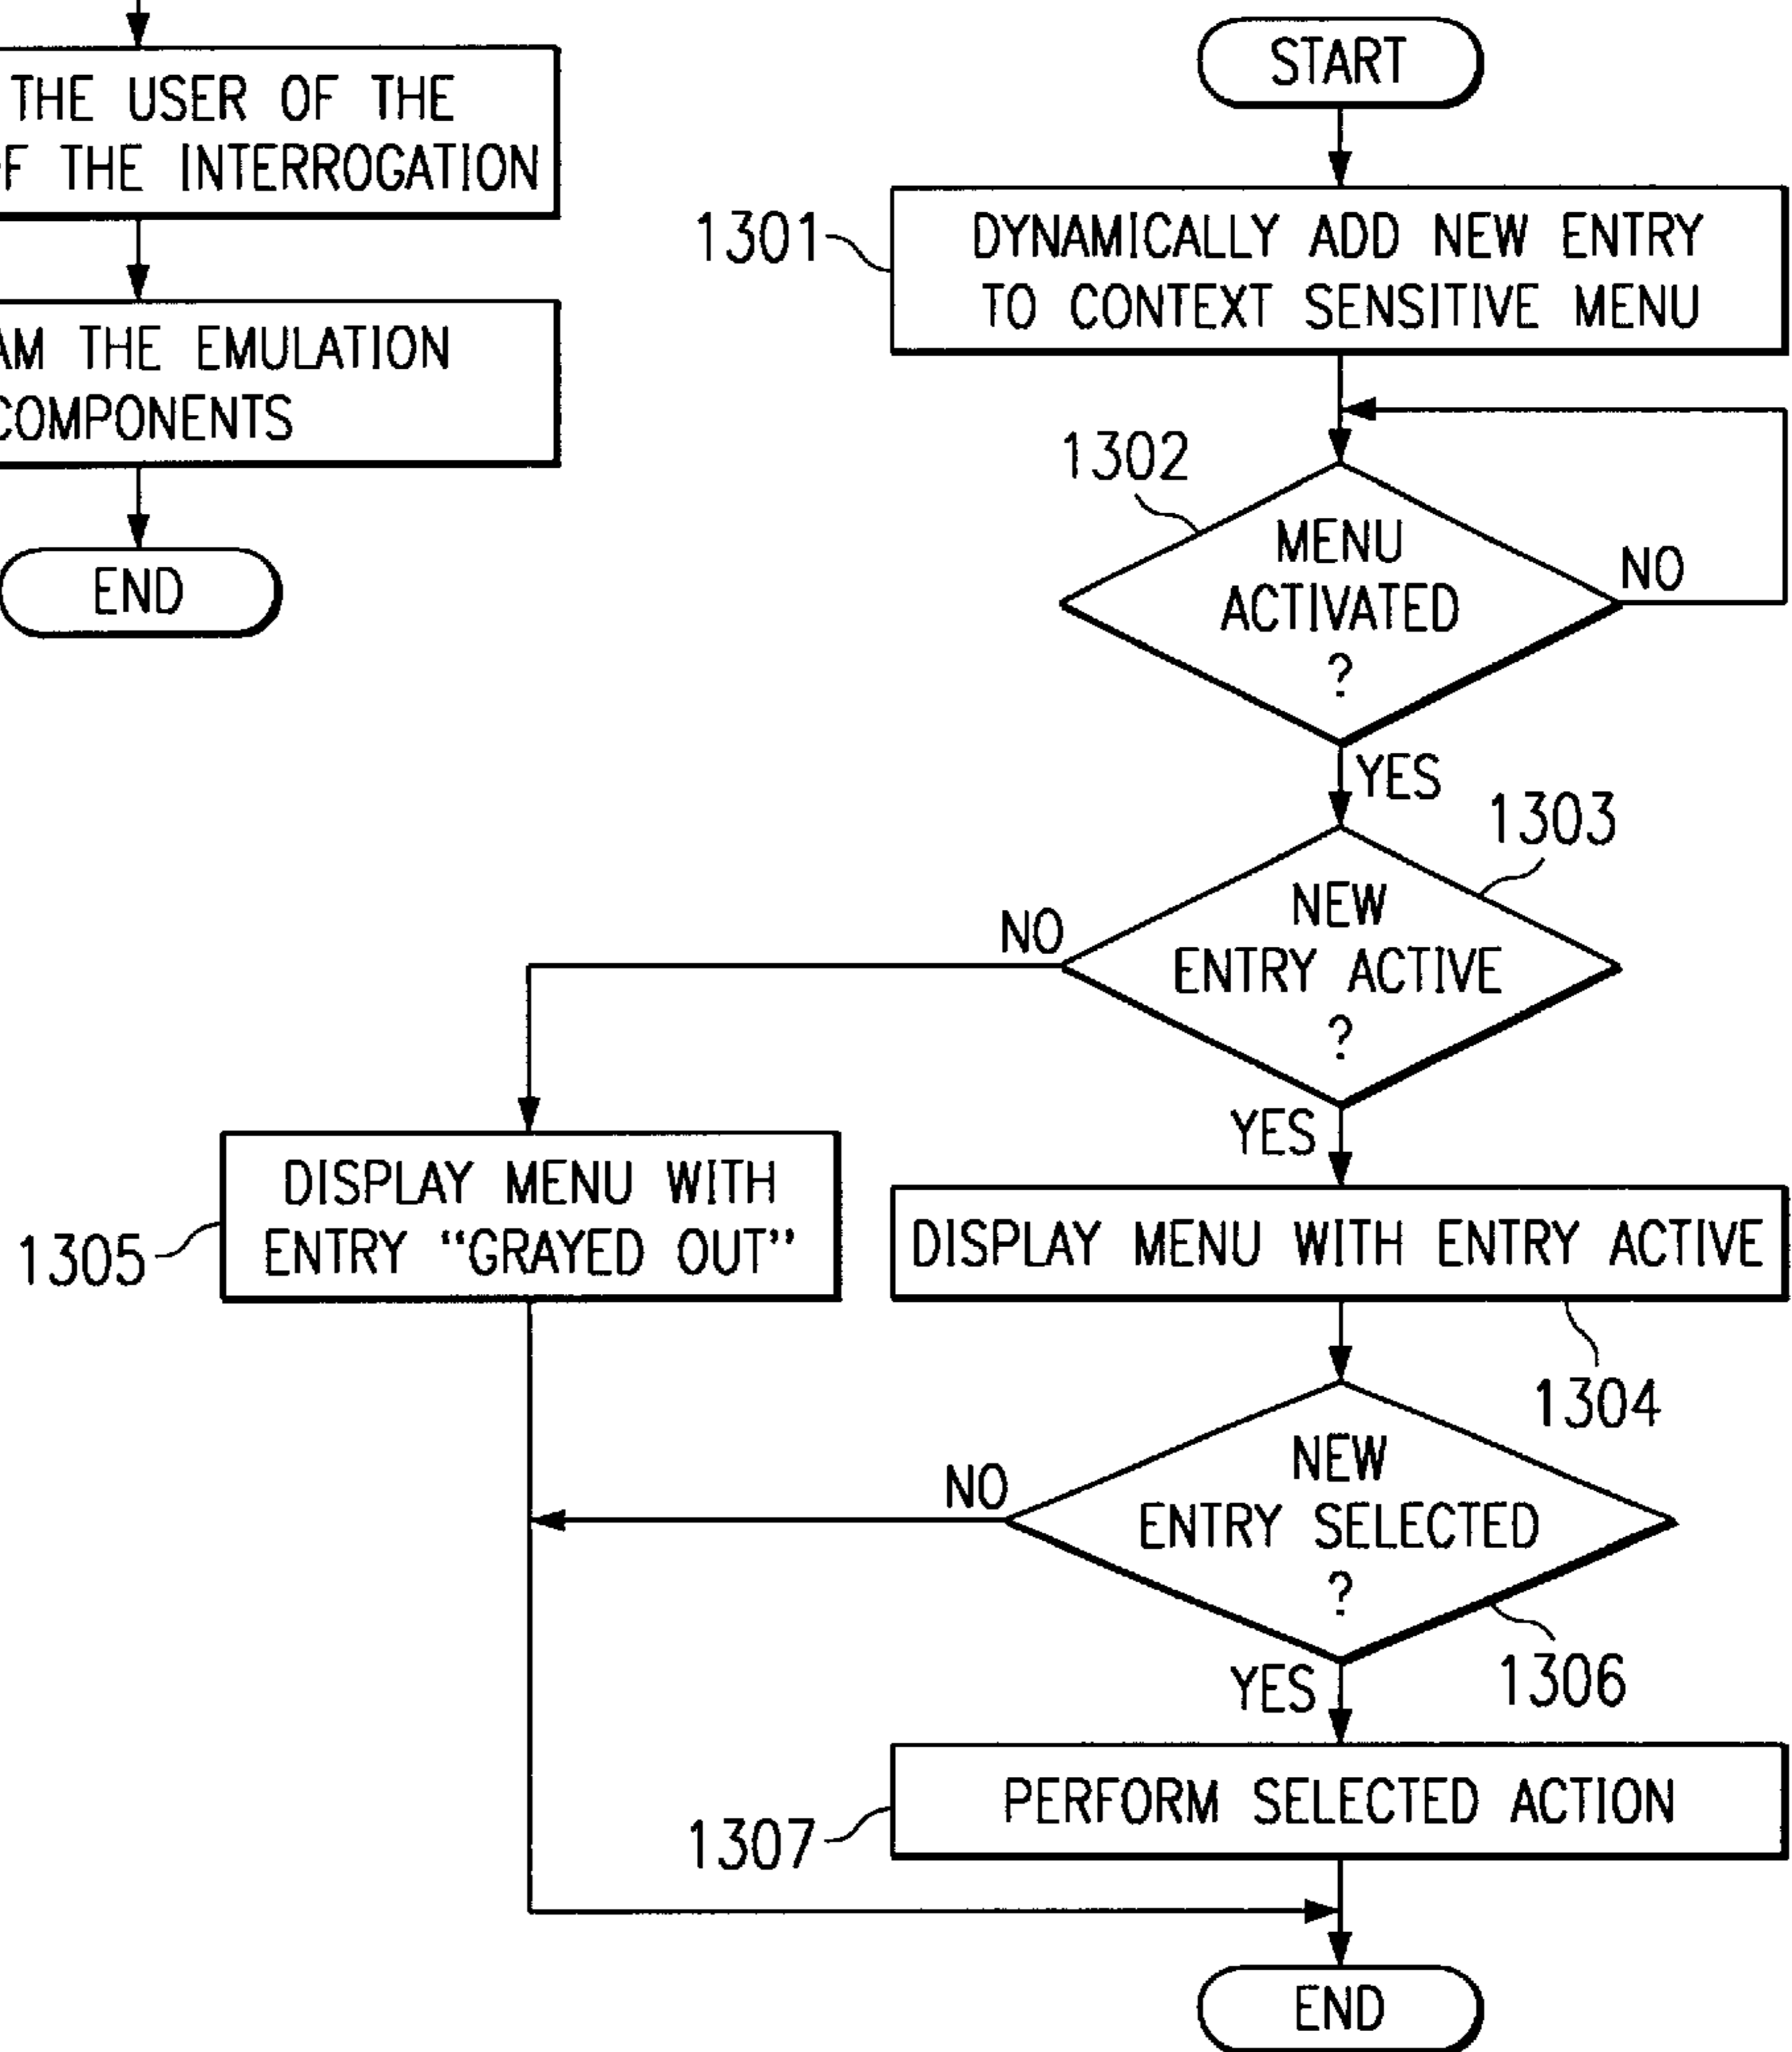 THE USER OF THE
THE INTERROGATION
THE EMULATION
COMPONENTS
END
START
1301
DYNAMICALLY ADD NEW ENTRY
TO CONTEXT SENSITIVE MENU
1302
MENU
ACTIVATED
?
NO
YES
1303
NEW
ENTRY ACTIVE
?
NO
YES
1305
DISPLAY MENU WITH
ENTRY “GRAYED OUT”
DISPLAY MENU WITH ENTRY ACTIVE
1304
NEW
ENTRY SELECTED
?
NO
1306
YES
1307
PERFORM SELECTED ACTION
END